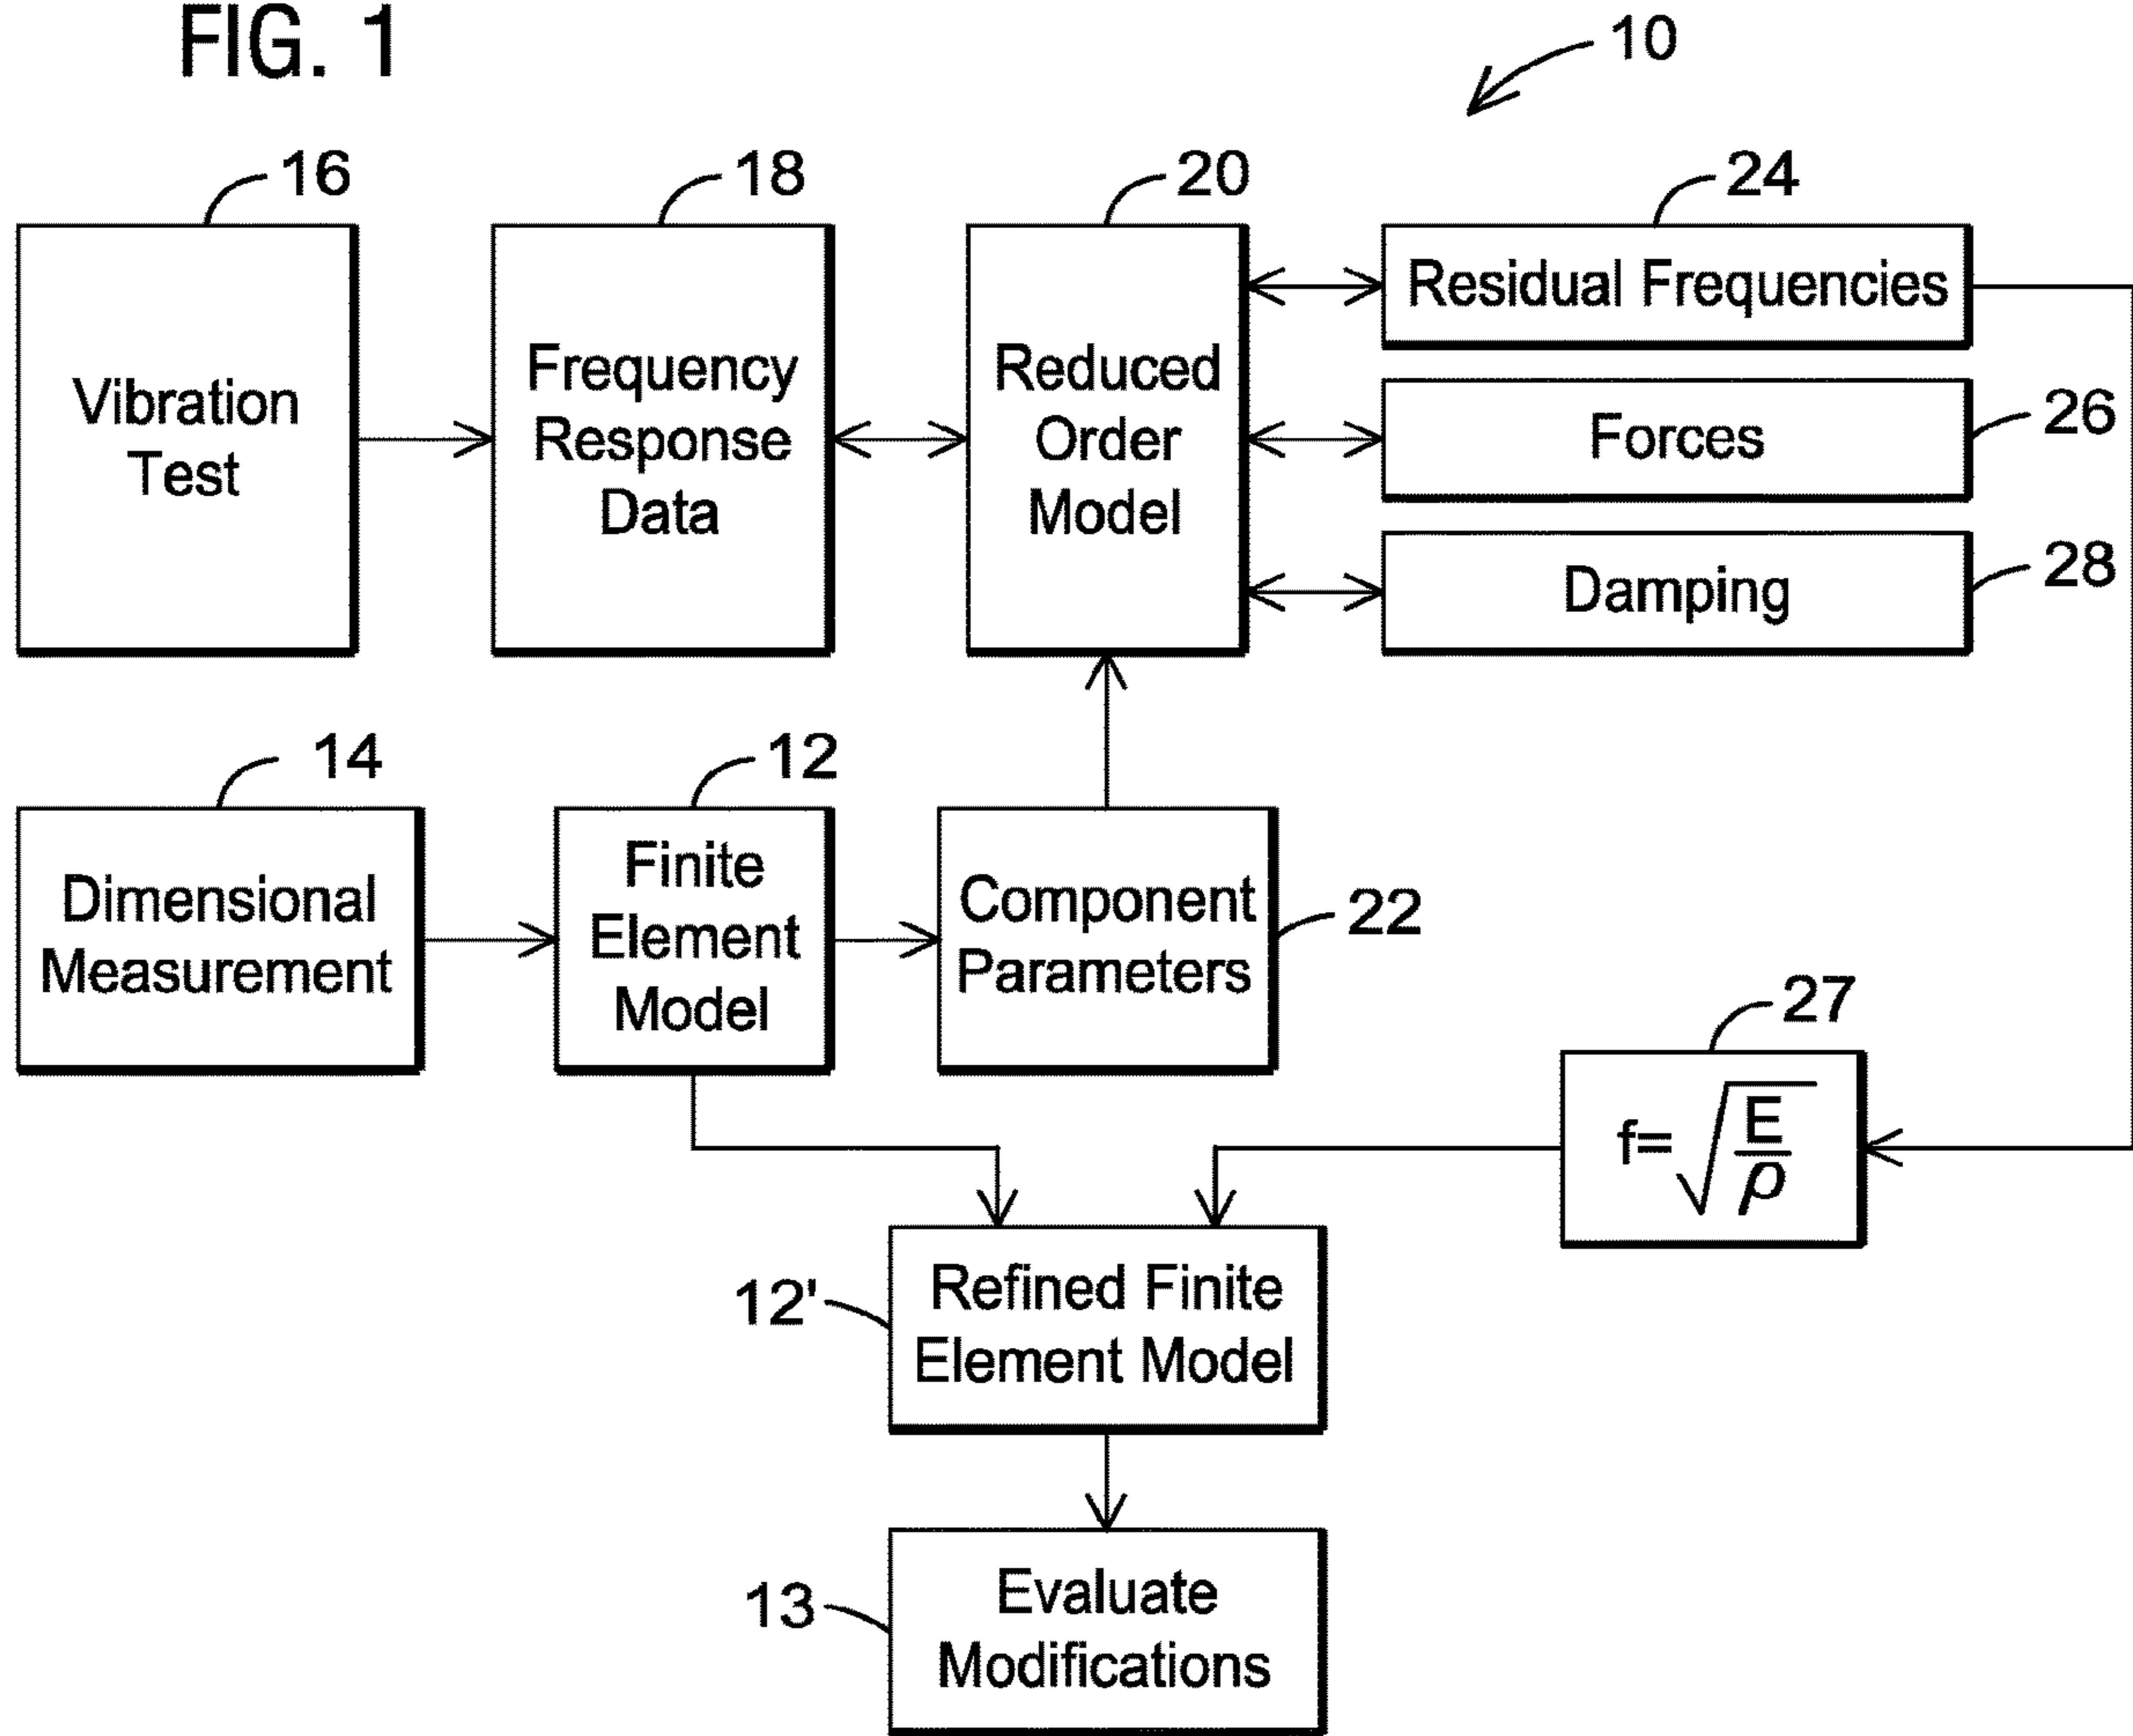 FIG. 1
10
16
18
20
24
Vibration
Test
Frequency
Response
Data
Reduced
Order
Model
Residual Frequencies
Forces
26
Damping
28
14
12
Dimensional
Measurement
Finite
Element
Model
Component
Parameters
22
27
f=√E/ρ
12'
Refined Finite
Element Model
13
Evaluate
Modifications